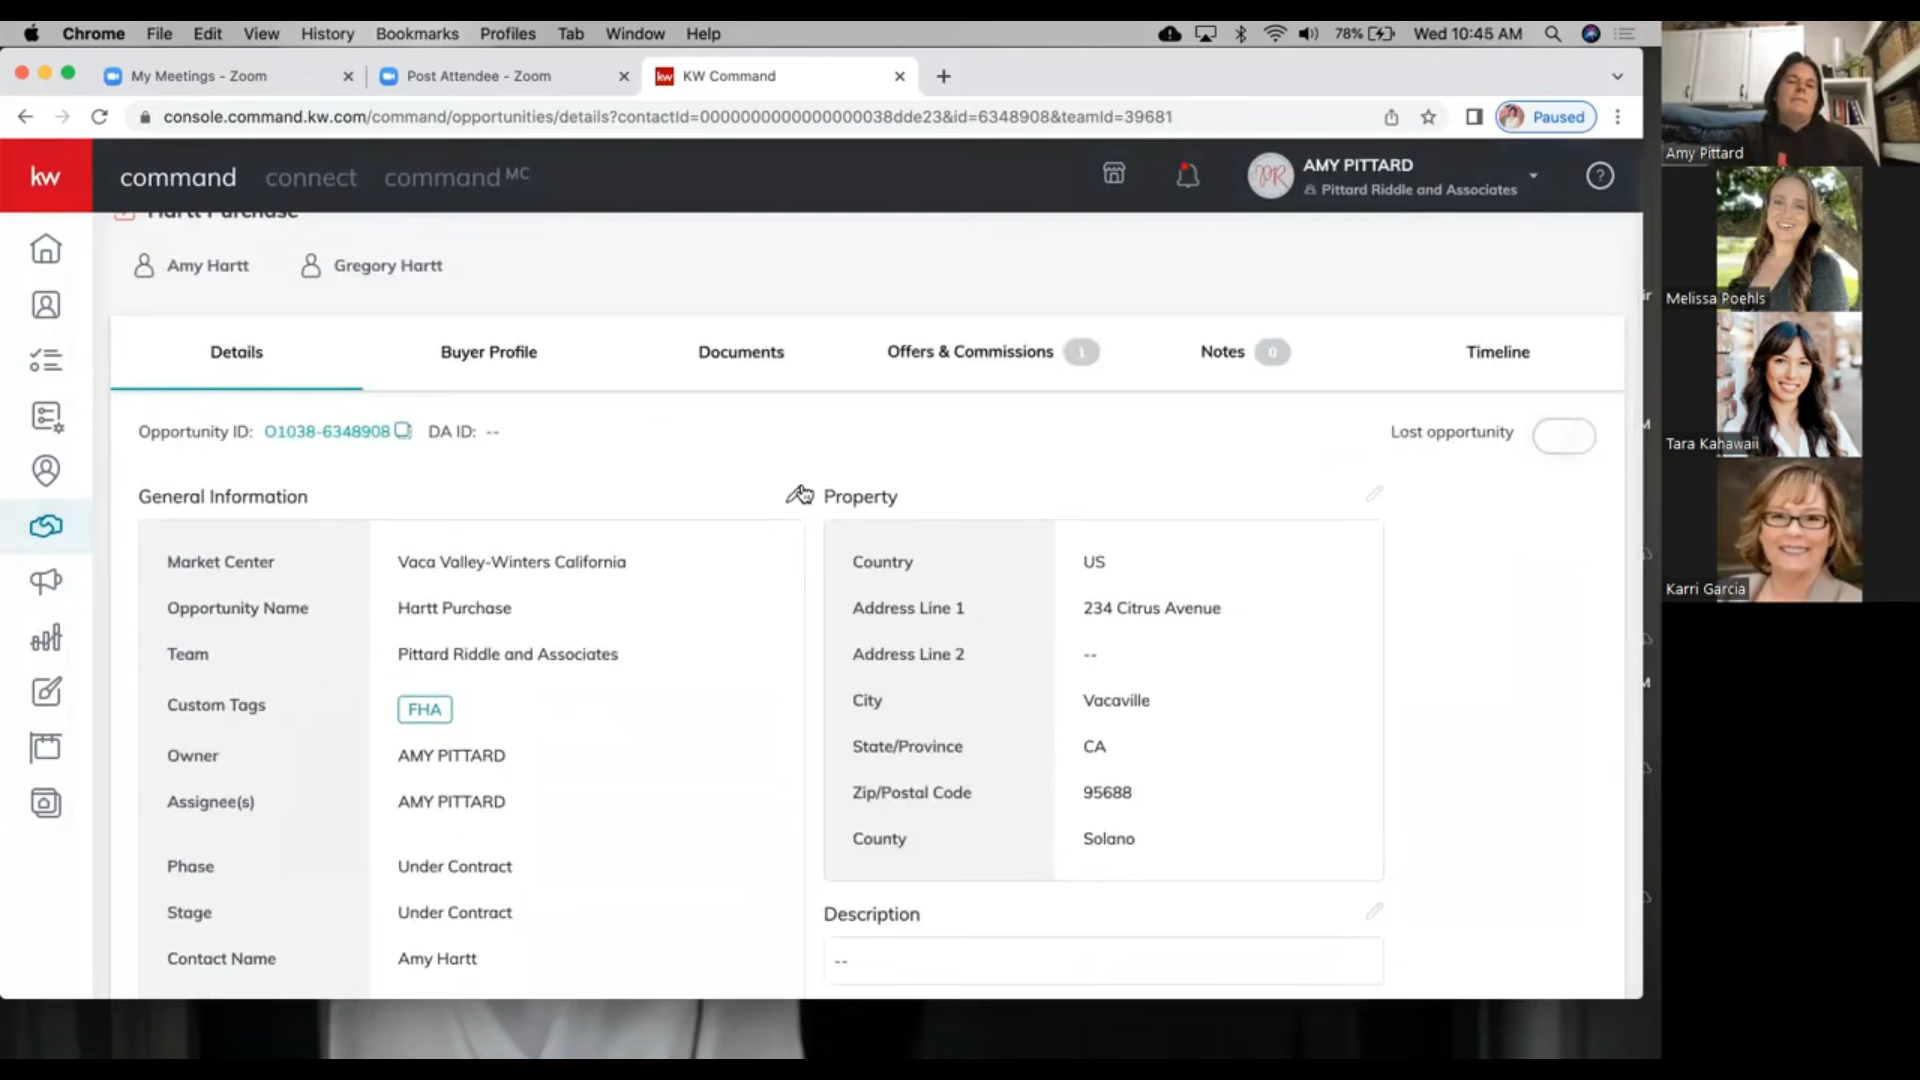 Chrome File Edit View History Bookmarks Profiles Tab Window Help 78% Wed 10:45 AM
My Meetings - Zoom Post Attendee - Zoom kw KW Command
console.command.kw.com/command/opportunities/details?contactId=0000000000000000038dde23&id=6348908&teamId=39681 Paused
kw command connect command MC PR AMY PITTARD ?
Pittard Riddle and Associates
Hartt Purchase
Amy Hartt Gregory Hartt
Details Buyer Profile Documents Offers & Commissions 1 Notes 0 Timeline
Opportunity ID: O1038-6348908 DA ID: -- Lost opportunity
General Information
Market Center Vaca Valley-Winters California
Opportunity Name Hartt Purchase
Team Pittard Riddle and Associates
Custom Tags FHA
Owner AMY PITTARD
Assignee(s) AMY PITTARD
Phase Under Contract
Stage Under Contract
Contact Name Amy Hartt
Property
Country US
Address Line 1 234 Citrus Avenue
Address Line 2 --
City Vacaville
State/Province CA
Zip/Postal Code 95688
County Solano
Description
--
Amy Pittard
Melissa Poehls
Tara Kahawaii
Karri Garcia